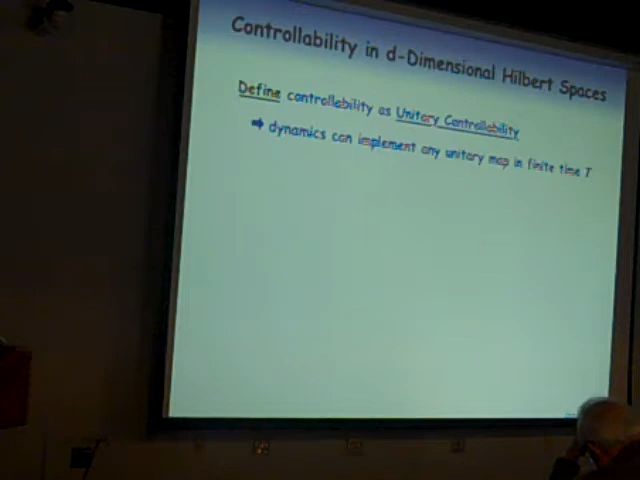 Controllability in d-Dimensional Hilbert Spaces
Define controllability as Unitary Controllability
➡ dynamics can implement any unitary map in finite time T